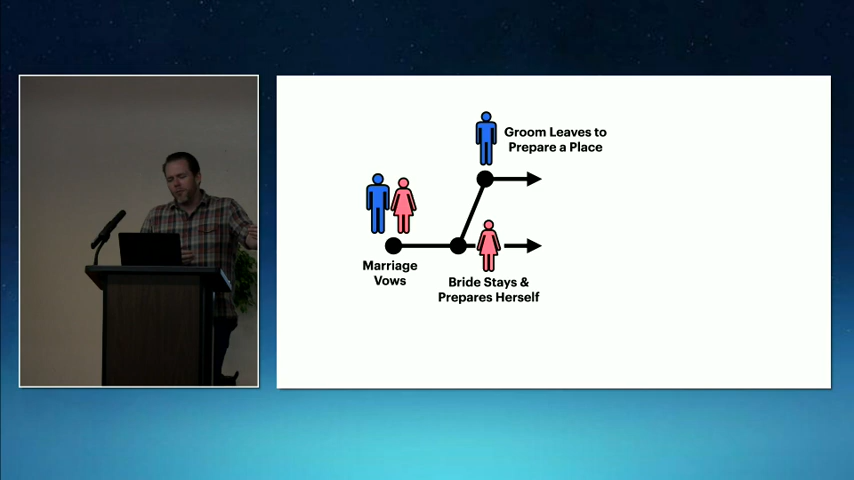 Groom Leaves to
Prepare a Place
Marriage
Vows
Bride Stays &
Prepares Herself